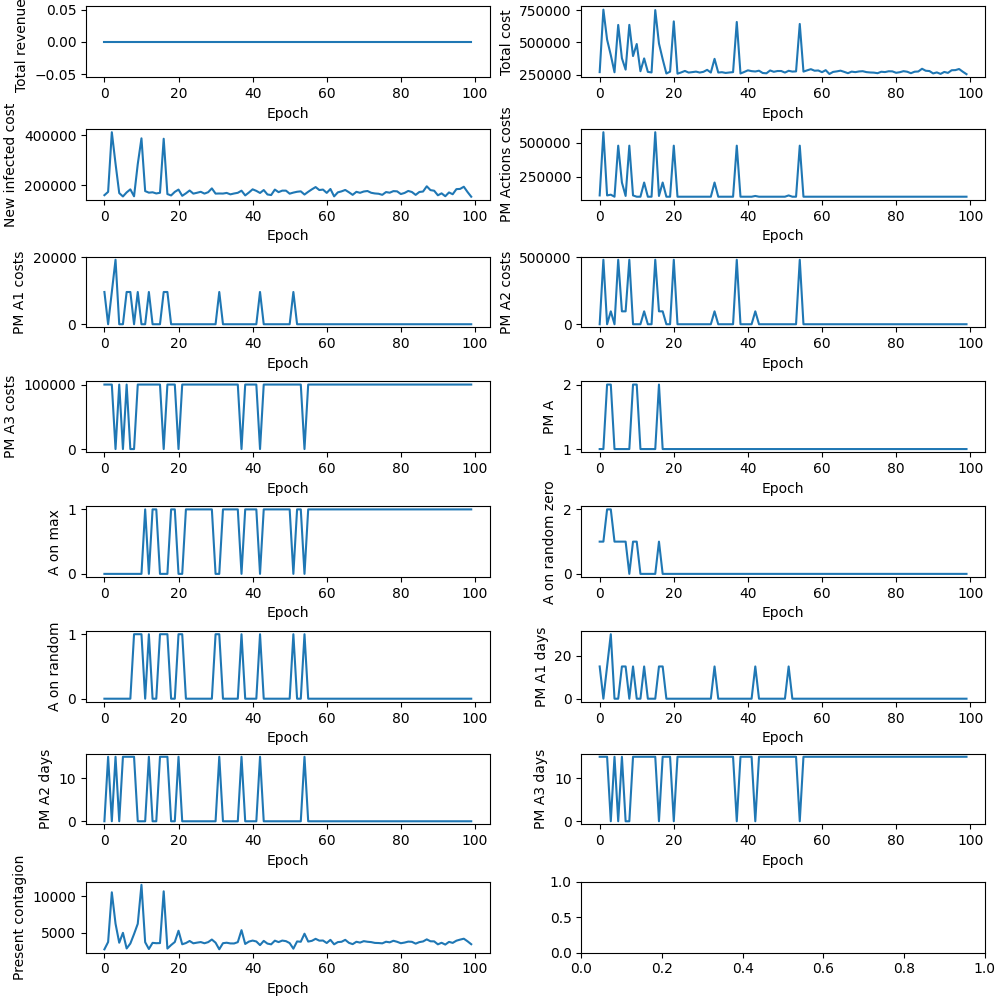 Total revenue
0.05
0.00
−0.05
0 20 40 60 80 100
Epoch
Total cost
750000
500000
250000
0 20 40 60 80 100
Epoch
New infected cost
400000
200000
0 20 40 60 80 100
Epoch
PM Actions costs
500000
250000
0 20 40 60 80 100
Epoch
PM A1 costs
20000
0
0 20 40 60 80 100
Epoch
PM A2 costs
500000
0
0 20 40 60 80 100
Epoch
PM A3 costs
100000
0
0 20 40 60 80 100
Epoch
PM A
2
1
0 20 40 60 80 100
Epoch
A on max
1
0
0 20 40 60 80 100
Epoch
A on random zero
2
0
0 20 40 60 80 100
Epoch
A on random
1
0
0 20 40 60 80 100
Epoch
PM A1 days
20
0
0 20 40 60 80 100
Epoch
PM A2 days
10
0
0 20 40 60 80 100
Epoch
PM A3 days
10
0
0 20 40 60 80 100
Epoch
Present contagion
10000
5000
0 20 40 60 80 100
Epoch
1.0
0.5
0.0
0.0 0.2 0.4 0.6 0.8 1.0